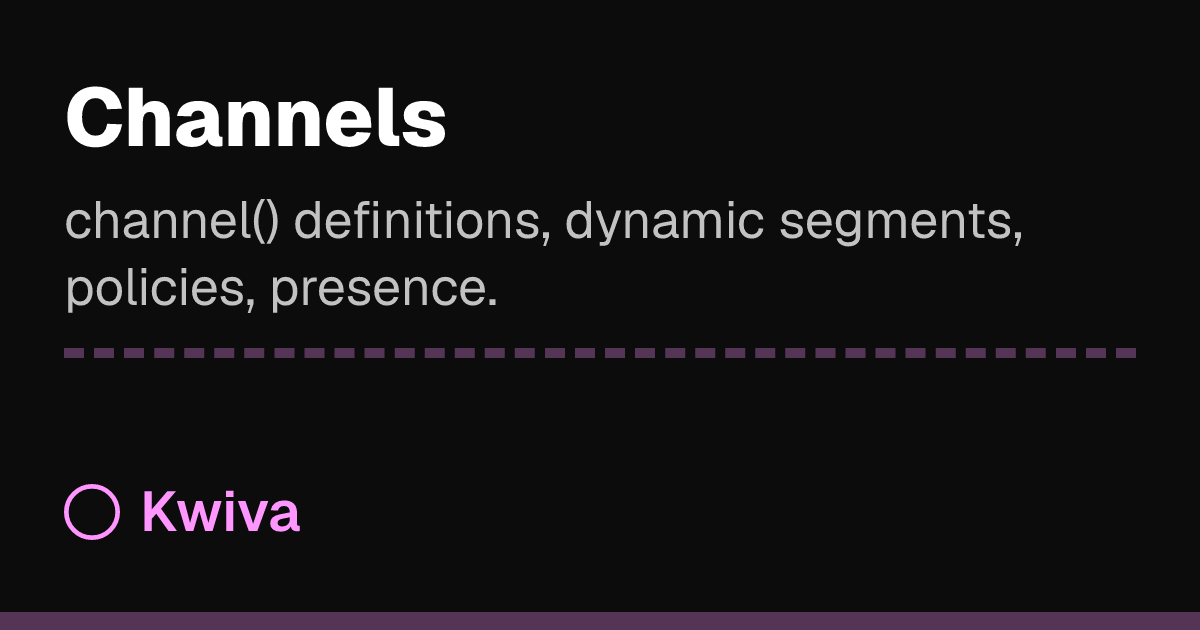 Channels
channel() definitions, dynamic segments,
policies, presence.
Kwiva